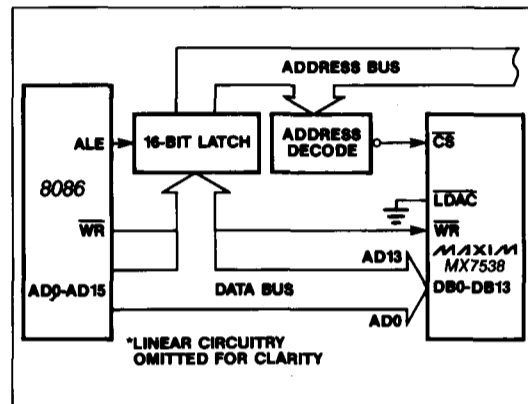 ADDRESS BUS
ALE
16-BIT LATCH
ADDRESS
DECODE
CS
8086
LDAC
WR
WR
MAXIM
MX7538
AD13
AD0-AD15
DATA BUS
DB0-DB13
AD0
*LINEAR CIRCUITRY
OMITTED FOR CLARITY